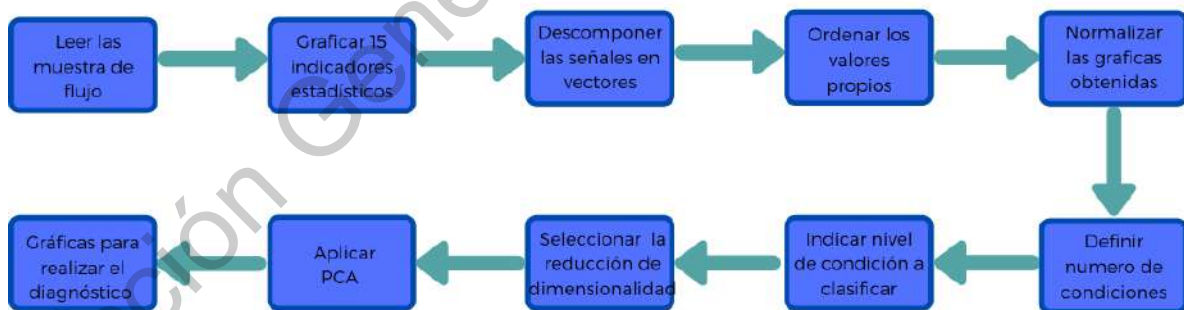 Leer las
muestra de
flujo
Graficar 15
indicadores
estadísticos
Descomponer
las señales en
vectores
Ordenar los
valores
propios
Normalizar
las graficas
obtenidas
Definir
numero de
condiciones
Indicar nivel
de condición a
clasificar
Seleccionar la
reducción de
dimensionalidad
Aplicar
PCA
Gráficas para
realizar el
diagnóstico